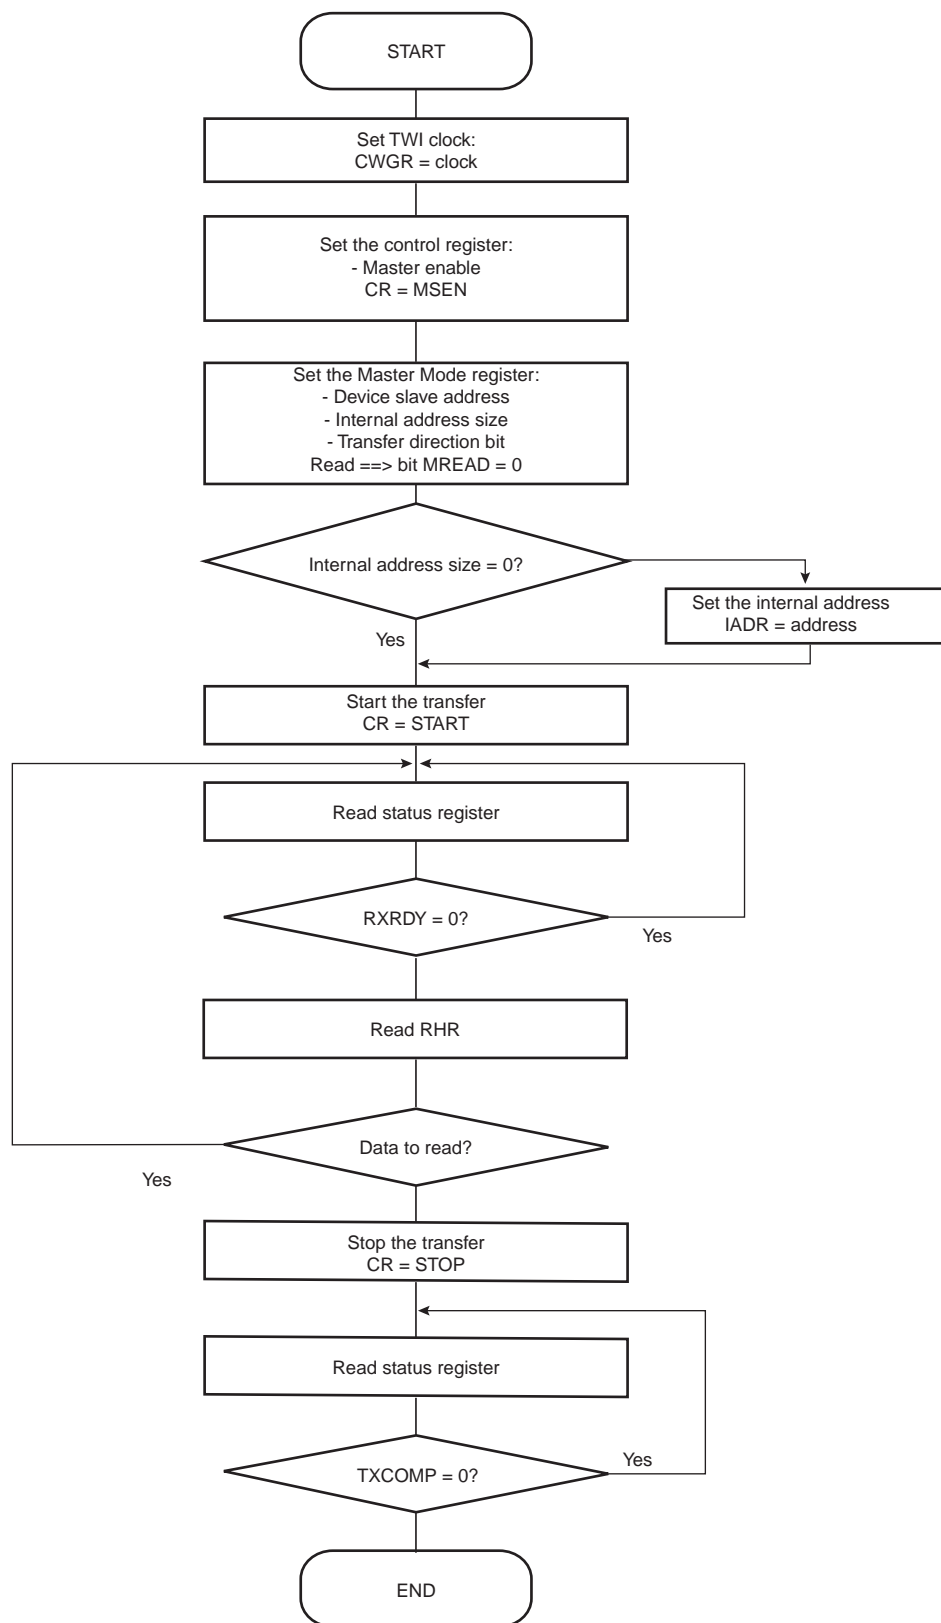 START
Set TWI clock:
CWGR = clock
Set the control register:
- Master enable
CR = MSEN
Set the Master Mode register:
- Device slave address
- Internal address size
- Transfer direction bit
Read ==> bit MREAD = 0
Internal address size = 0?
Set the internal address
IADR = address
Yes
Start the transfer
CR = START
Read status register
RXRDY = 0?
Yes
Read RHR
Data to read?
Yes
Stop the transfer
CR = STOP
Read status register
Yes
TXCOMP = 0?
END